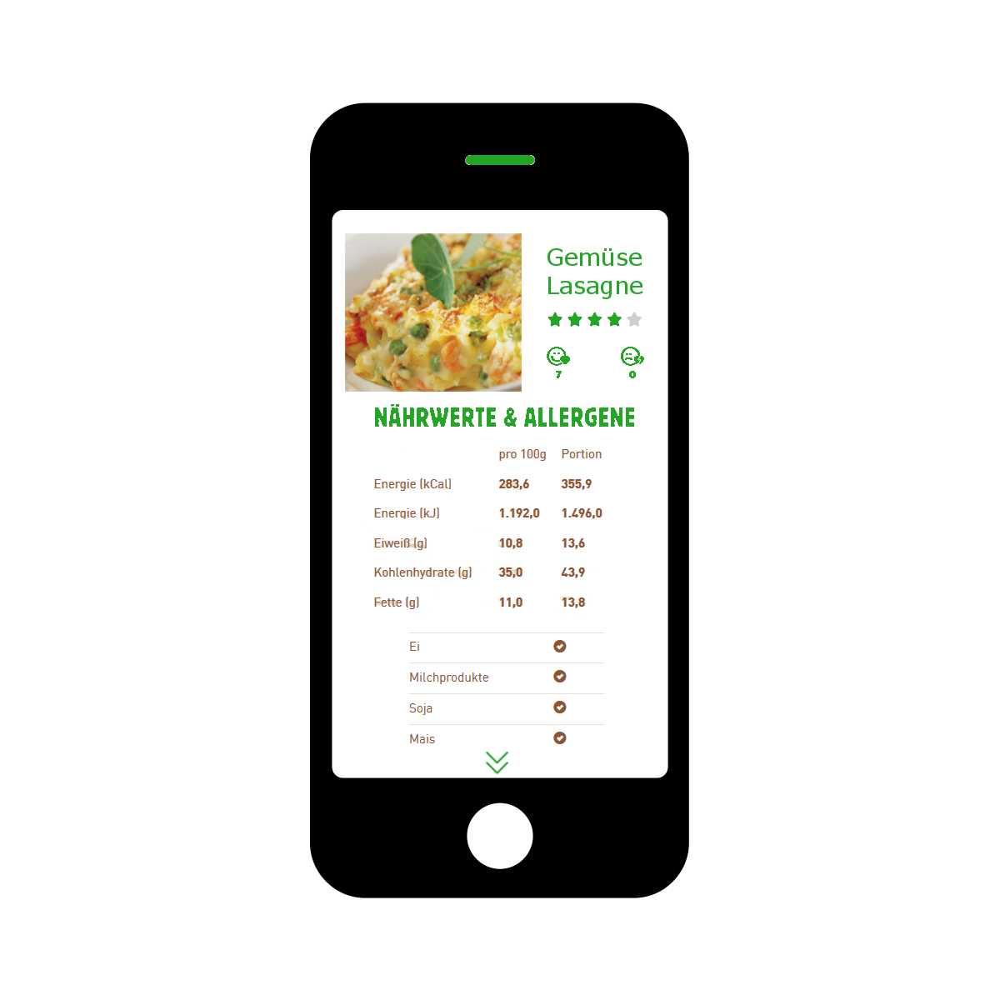 Gemüse
Lasagne
7 0
NÄHRWERTE & ALLERGENE
pro 100g Portion
Energie (kCal) 283,6 355,9
Energie (kJ) 1.192,0 1.496,0
Eiweiß (g) 10,8 13,6
Kohlenhydrate (g) 35,0 43,9
Fette (g) 11,0 13,8
Ei
Milchprodukte
Soja
Mais